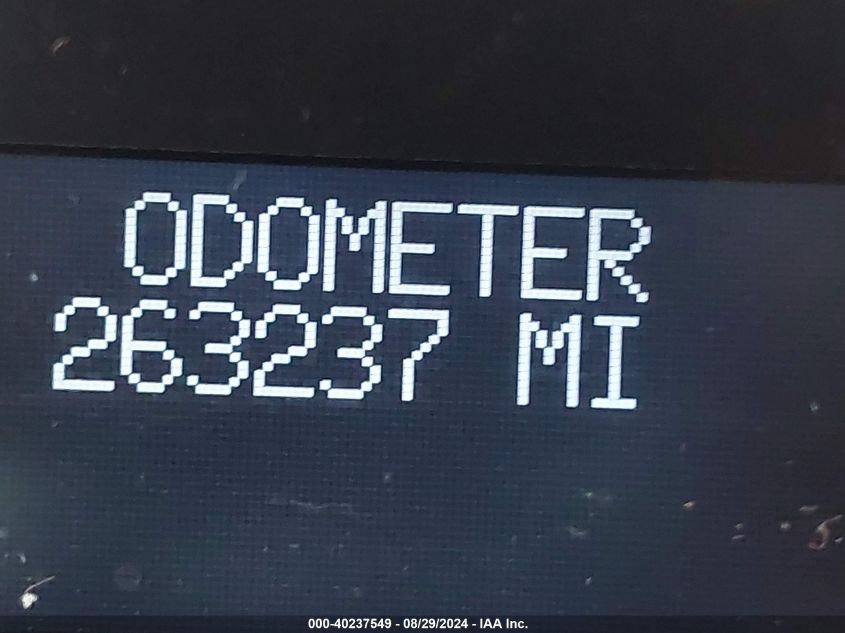 ODOMETER
263237 MI
000-40237549 - 08/29/2024 - IAA Inc.